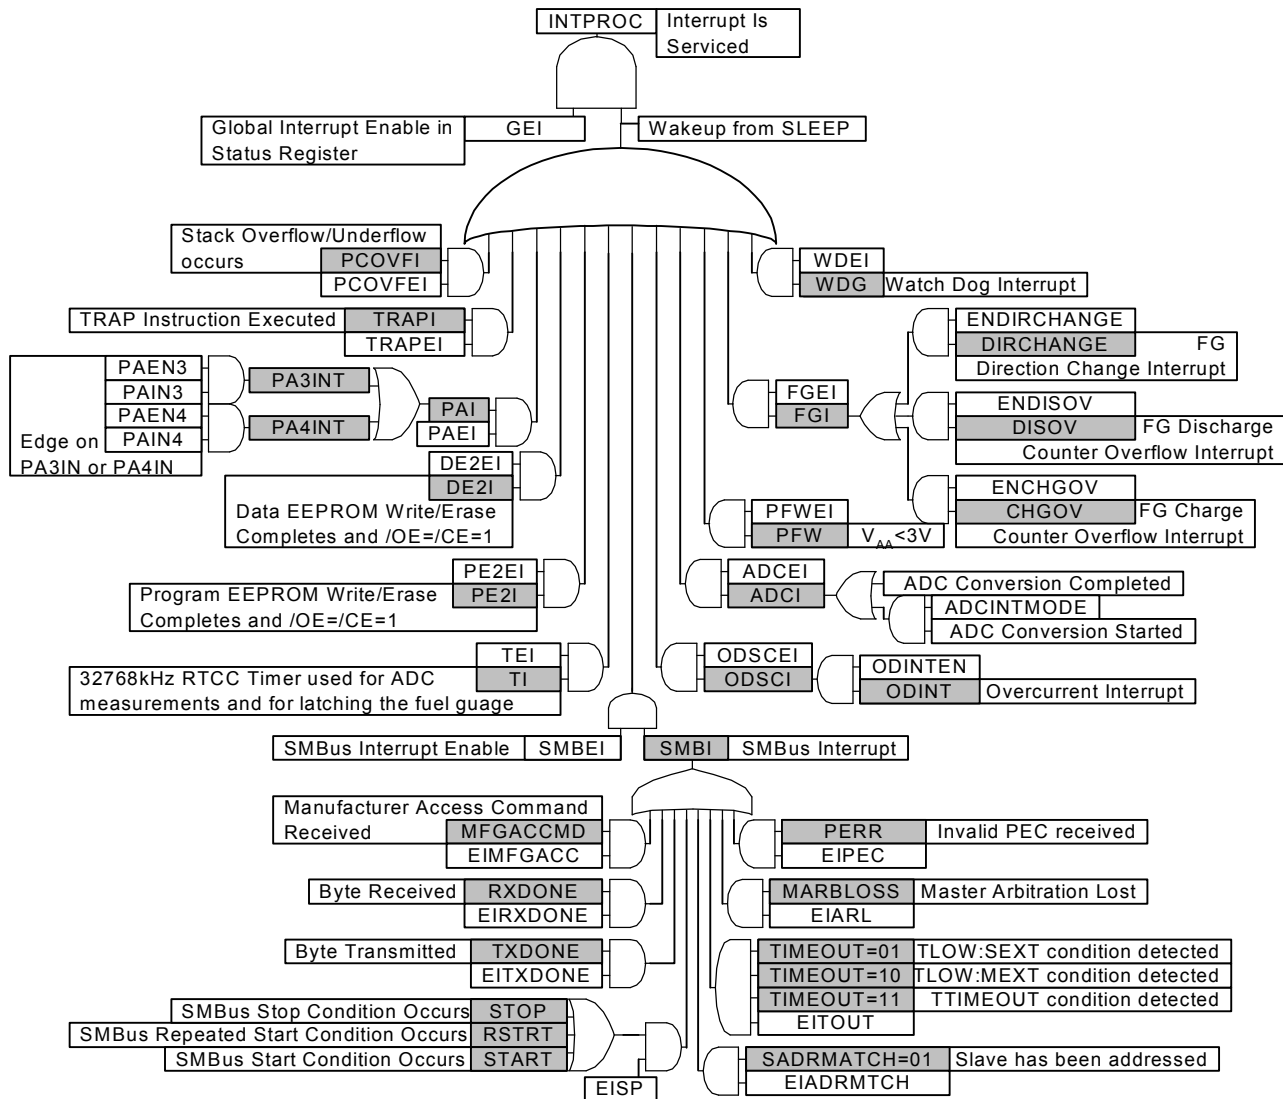 INTPROC
Interrupt Is
Serviced
Global Interrupt Enable in
Status Register
GEI
Wakeup from SLEEP
Stack Overflow/Underflow
occurs
PCOVFI
PCOVFEI
WDEI
WDG
Watch Dog Interrupt
TRAP Instruction Executed
TRAPI
TRAPEI
ENDIRCHANGE
DIRCHANGE
FG
Direction Change Interrupt
PAEN3
PAIN3
PAEN4
PAIN4
Edge on
PA3IN or PA4IN
PA3INT
PA4INT
PAI
PAEI
FGEI
FGI
ENDISOV
DISOV
FG Discharge
Counter Overflow Interrupt
DE2EI
DE2I
Data EEPROM Write/Erase
Completes and /OE=/CE=1
ENCHGOV
CHGOV
FG Charge
Counter Overflow Interrupt
PFWEI
PFW
VAA<3V
PE2EI
PE2I
Program EEPROM Write/Erase
Completes and /OE=/CE=1
ADCEI
ADCI
ADC Conversion Completed
ADCINTMODE
ADC Conversion Started
TEI
TI
32768kHz RTCC Timer used for ADC
measurements and for latching the fuel guage
ODSCEI
ODSCI
ODINTEN
ODINT
Overcurrent Interrupt
SMBus Interrupt Enable
SMBEI
SMBI
SMBus Interrupt
Manufacturer Access Command
Received
MFGACCMD
EIMFGACC
PERR
Invalid PEC received
EIPEC
Byte Received
RXDONE
EIRXDONE
MARBLOSS
Master Arbitration Lost
EIARL
Byte Transmitted
TXDONE
EITXDONE
TIMEOUT=01
TLOW:SEXT condition detected
TIMEOUT=10
TLOW:MEXT condition detected
TIMEOUT=11
TTIMEOUT condition detected
EITOUT
SMBus Stop Condition Occurs
STOP
SMBus Repeated Start Condition Occurs
RSTRT
SMBus Start Condition Occurs
START
EISP
SADRMATCH=01
Slave has been addressed
EIADRMTCH